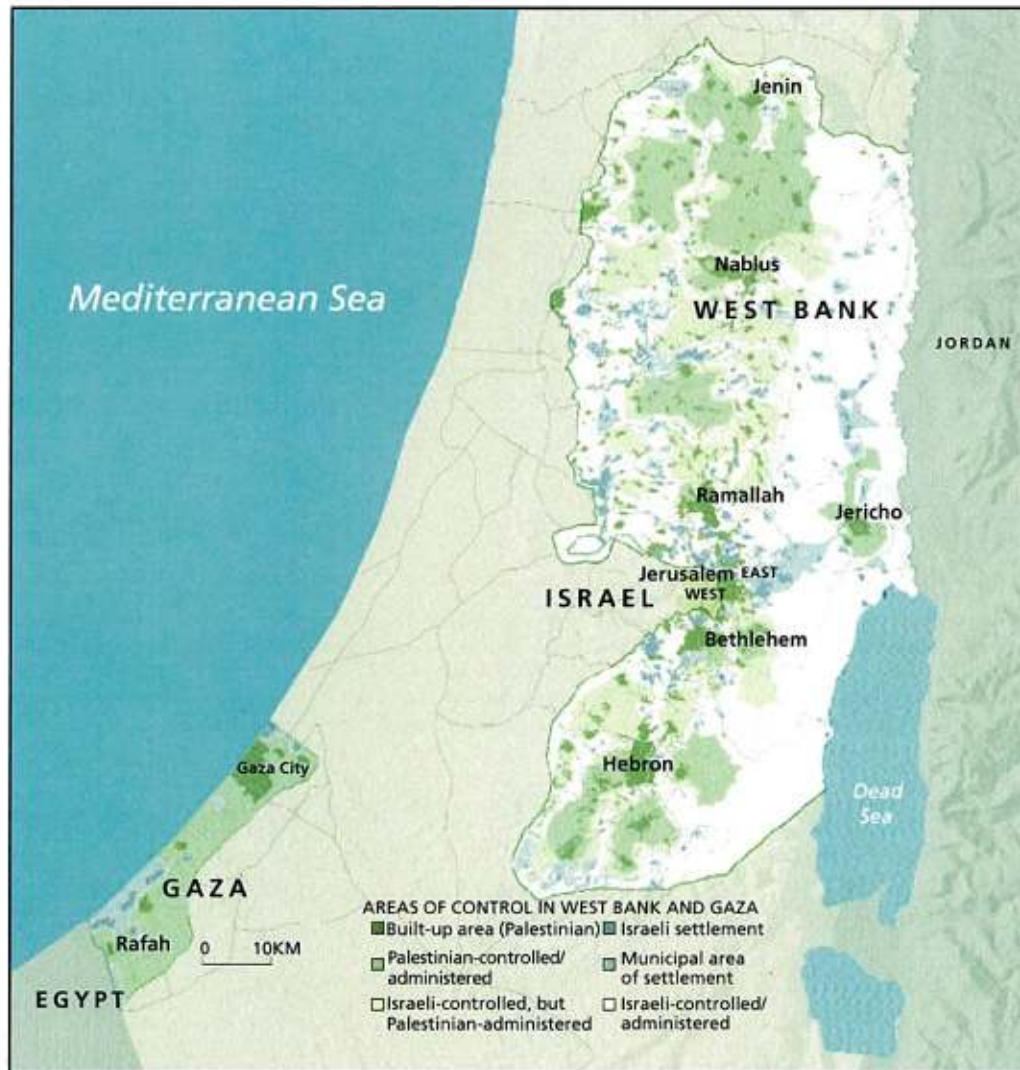 Jenin
Nablus
Mediterranean Sea
WEST BANK
JORDAN
Ramallah
Jericho
Jerusalem EAST
WEST
ISRAEL
Bethlehem
Gaza City
Hebron
Dead
Sea
GAZA
AREAS OF CONTROL IN WEST BANK AND GAZA
Built-up area (Palestinian) Israeli settlement
Rafah 0 10KM
Palestinian-controlled/ Municipal area
administered of settlement
EGYPT
Israeli-controlled, but Israeli-controlled/
Palestinian-administered administered